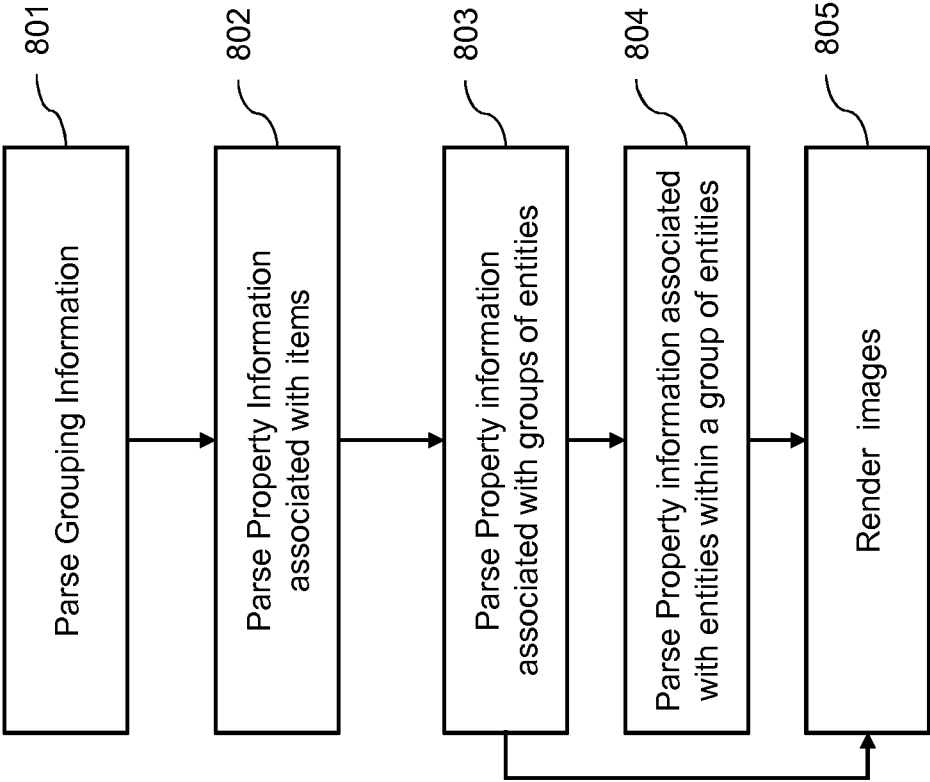 801
Parse Grouping Information
802
Parse Property Information
associated with items
803
Parse Property information
associated with groups of entities
804
Parse Property information associated
with entities within a group of entities
805
Render images